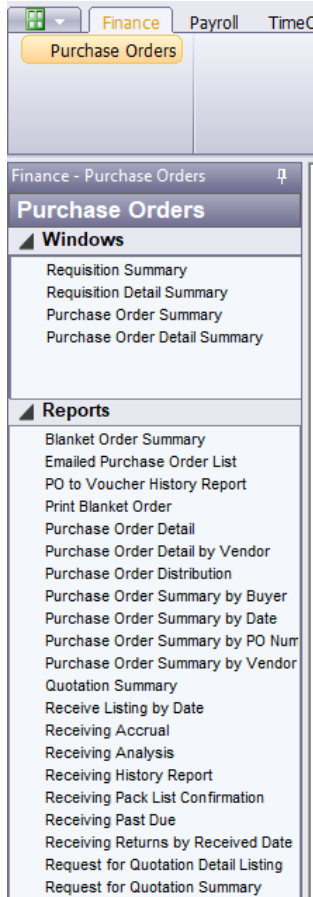 Finance Payroll TimeC
Purchase Orders
Finance - Purchase Orders
Purchase Orders
Windows
Requisition Summary
Requisition Detail Summary
Purchase Order Summary
Purchase Order Detail Summary
Reports
Blanket Order Summary
Emailed Purchase Order List
PO to Voucher History Report
Print Blanket Order
Purchase Order Detail
Purchase Order Detail by Vendor
Purchase Order Distribution
Purchase Order Summary by Buyer
Purchase Order Summary by Date
Purchase Order Summary by PO Num
Purchase Order Summary by Vendor
Quotation Summary
Receive Listing by Date
Receiving Accrual
Receiving Analysis
Receiving History Report
Receiving Pack List Confirmation
Receiving Past Due
Receiving Returns by Received Date
Request for Quotation Detail Listing
Request for Quotation Summary